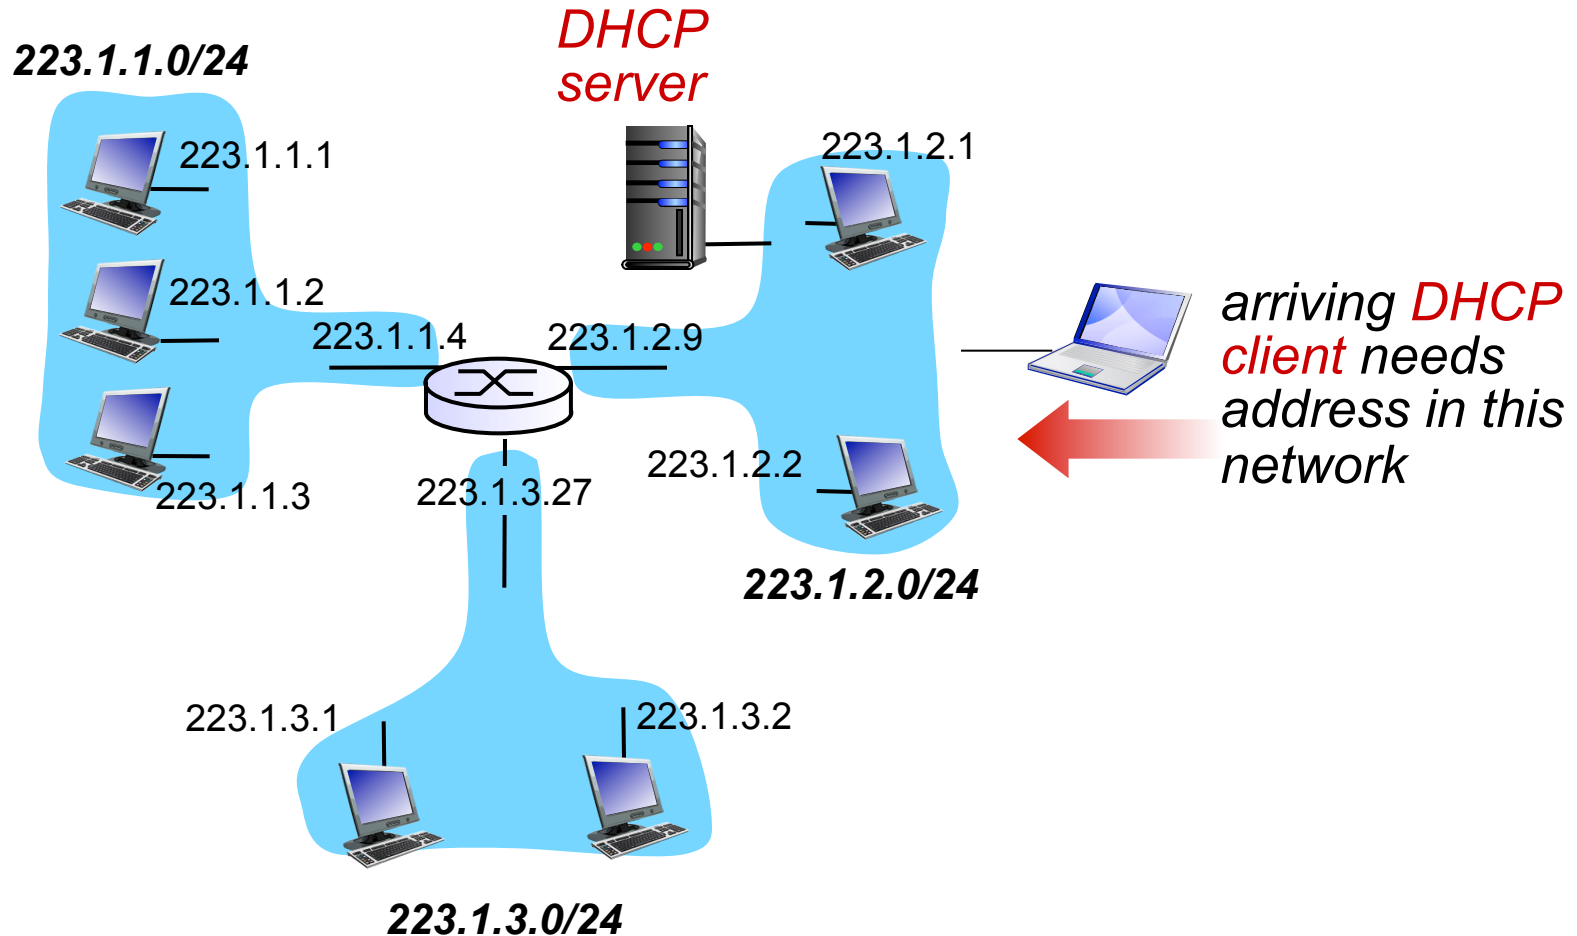 DHCP
server
223.1.1.0/24
223.1.1.1
223.1.2.1
223.1.1.2
223.1.1.4
223.1.2.9
arriving DHCP
client needs
address in this
network
223.1.1.3
223.1.3.27
223.1.2.2
223.1.2.0/24
223.1.3.1
223.1.3.2
223.1.3.0/24